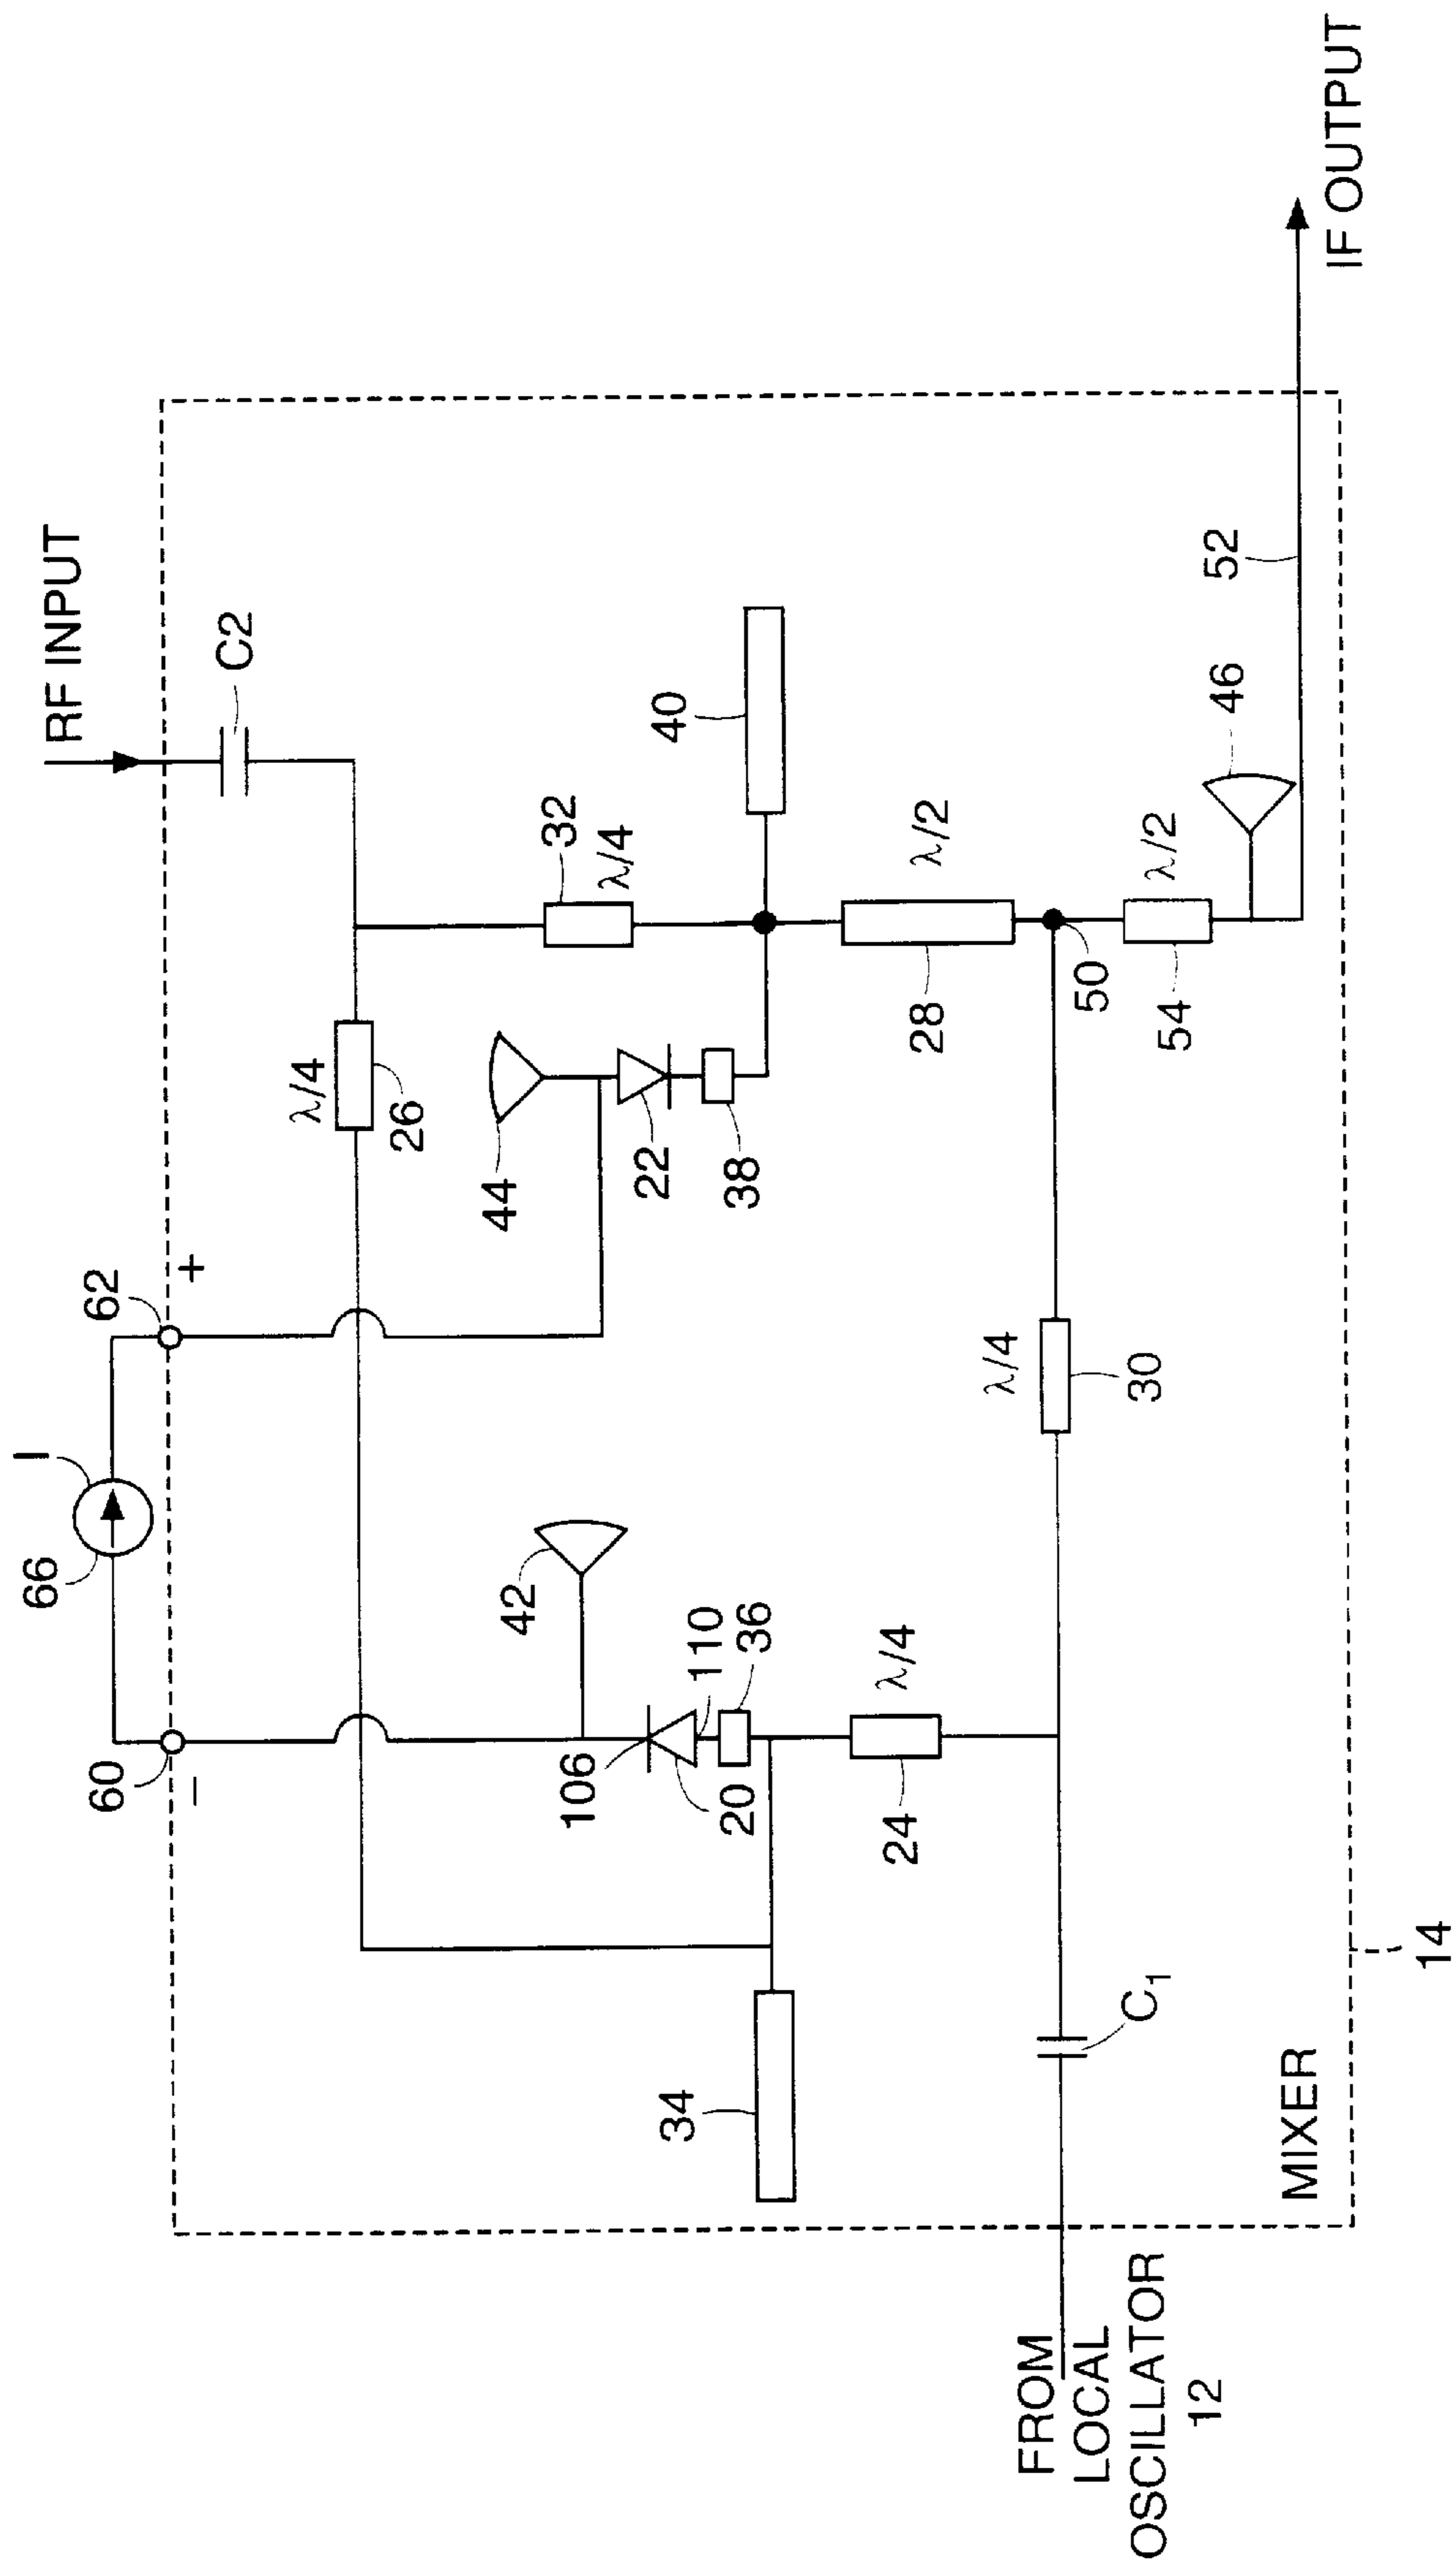 RF INPUT
C2
I
66
62
+
60
−
λ/4
26
44
32
λ/4
40
22
38
42
106
110
36
20
34
24
λ/4
28
λ/2
50
λ/2
54
46
52
IF OUTPUT
λ/4
30
C1
MIXER
14
FROM
LOCAL
OSCILLATOR
12